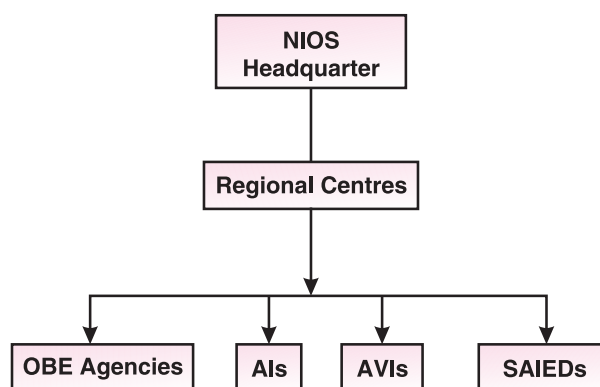 NIOS
Headquarter
Regional Centres
OBE Agencies
AIs
AVIs
SAIEDs